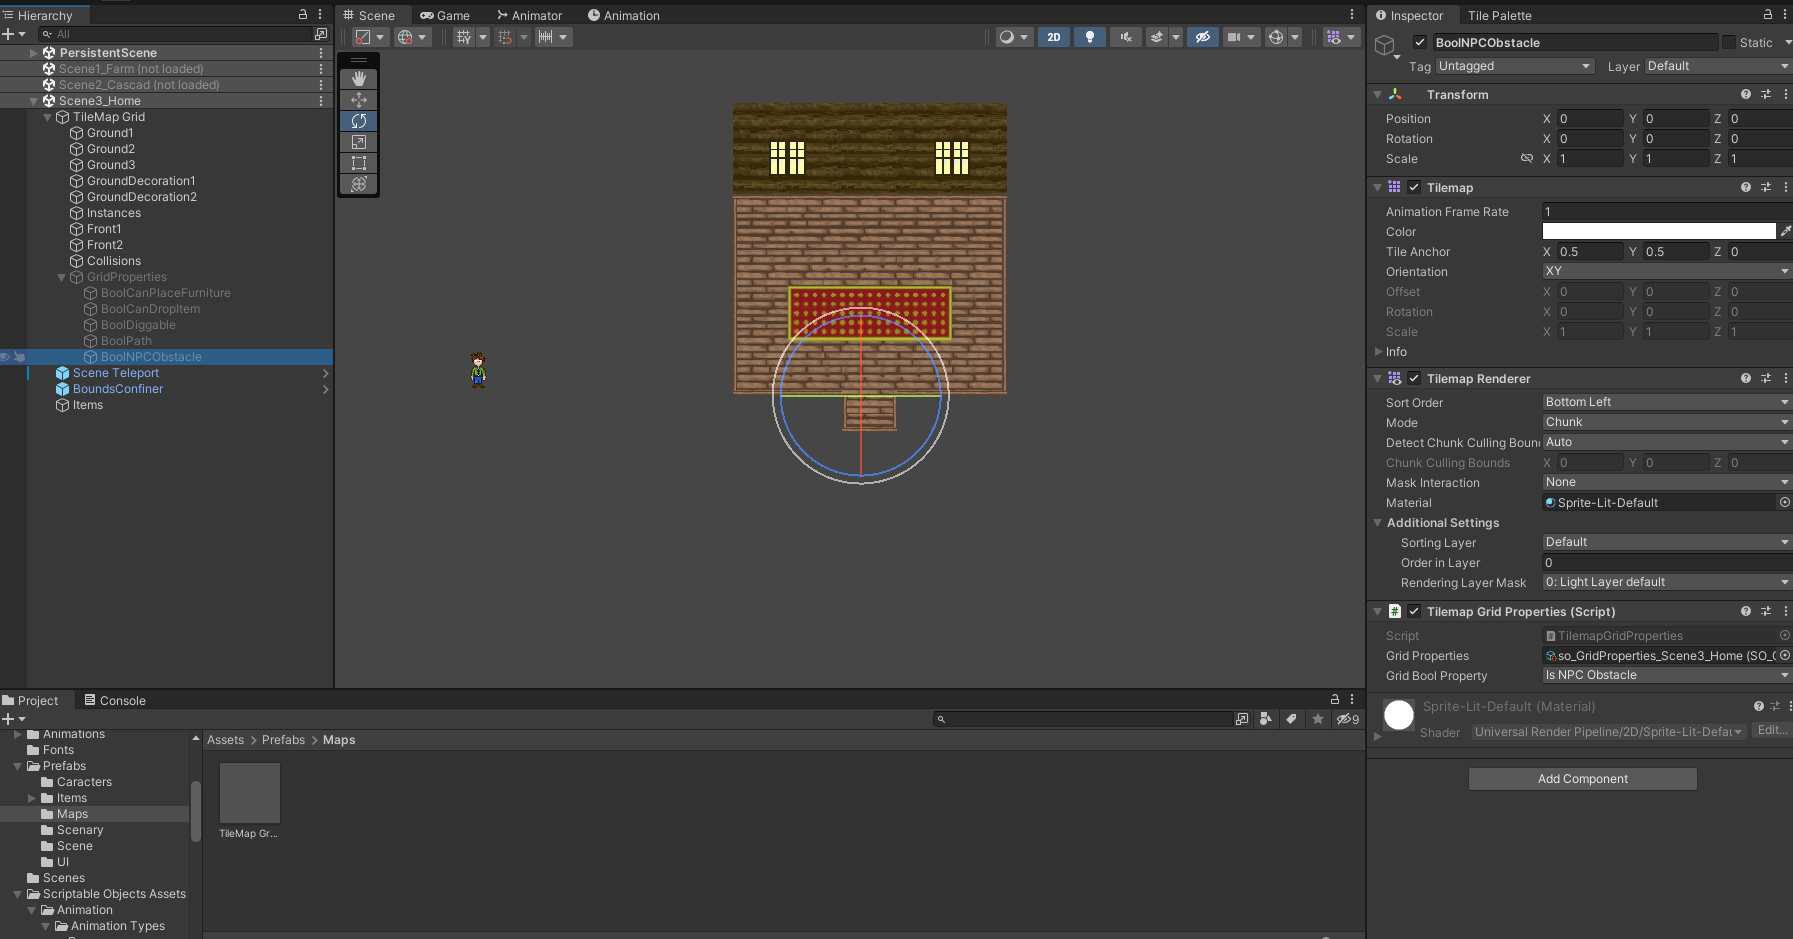 Hierarchy
All
PersistentScene
Scene1_Farm (not loaded)
Scene2_Cascad (not loaded)
Scene3_Home
TileMap Grid
Ground1
Ground2
Ground3
GroundDecoration1
GroundDecoration2
Instances
Front1
Front2
Collisions
GridProperties
BoolCanPlaceFurniture
BoolCanDropItem
BoolDiggable
BoolPath
BoolNPCObstacle
Scene Teleport
BoundsConfiner
Items
Scene Game Animator Animation
2D
Inspector Tile Palette
BoolNPCObstacle Static
Tag Untagged Layer Default
Transform
Position X 0 Y 0 Z 0
Rotation X 0 Y 0 Z 0
Scale X 1 Y 1 Z 1
Tilemap
Animation Frame Rate 1
Color
Tile Anchor X 0.5 Y 0.5 Z 0
Orientation XY
Offset X 0 Y 0 Z 0
Rotation X 0 Y 0 Z 0
Scale X 1 Y 1 Z 1
Info
Tilemap Renderer
Sort Order Bottom Left
Mode Chunk
Detect Chunk Culling Boun Auto
Chunk Culling Bounds X 0 Y 0 Z 0
Mask Interaction None
Material Sprite-Lit-Default
Additional Settings
Sorting Layer Default
Order in Layer 0
Rendering Layer Mask 0: Light Layer default
# Tilemap Grid Properties (Script)
Script TilemapGridProperties
Grid Properties so_GridProperties_Scene3_Home (SO_
Grid Bool Property Is NPC Obstacle
Sprite-Lit-Default (Material)
Shader Universal Render Pipeline/2D/Sprite-Lit-Defau Edit...
Add Component
Project Console
9
Animations
Fonts
Prefabs
Caracters
Items
Maps
Scenary
Scene
UI
Scenes
Scriptable Objects Assets
Animation
Animation Types
Assets > Prefabs > Maps
TileMap Gr...